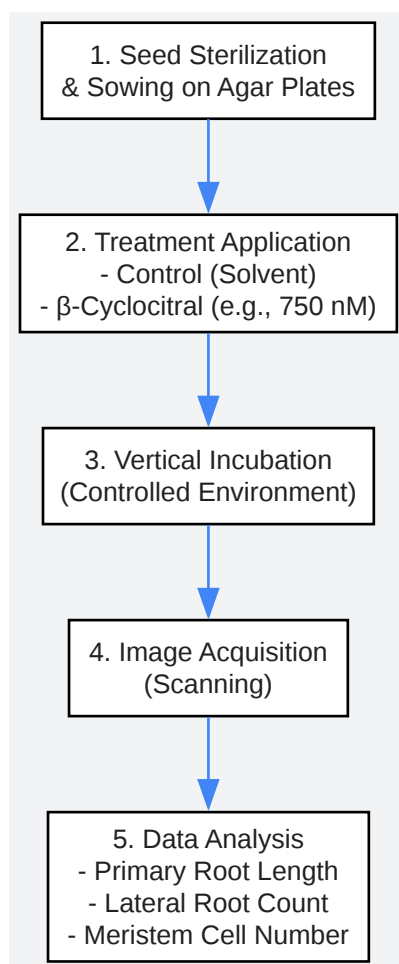 1. Seed Sterilization
& Sowing on Agar Plates
2. Treatment Application
- Control (Solvent)
- β-Cyclocitral (e.g., 750 nM)
3. Vertical Incubation
(Controlled Environment)
4. Image Acquisition
(Scanning)
5. Data Analysis
- Primary Root Length
- Lateral Root Count
- Meristem Cell Number